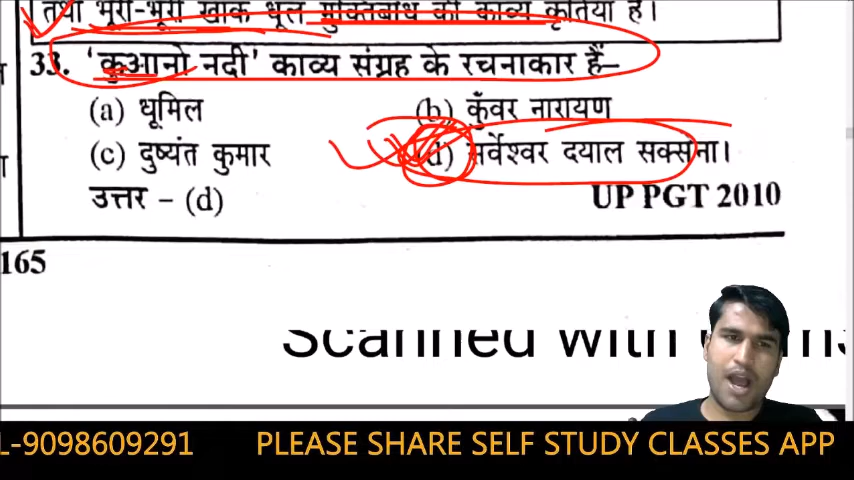 तथा भूरी-भूरी खाक धूल मुक्तिबोध की काव्य कृतियाँ हैं।
33. 'कुआनो नदी' काव्य संग्रह के रचनाकार हैं–
(a) धूमिल (b) कुँवर नारायण
(c) दुष्यंत कुमार (d) सर्वेश्वर दयाल सक्सेना।
उत्तर – (d) UP PGT 2010
165
Scanned with
-9098609291 PLEASE SHARE SELF STUDY CLASSES APP